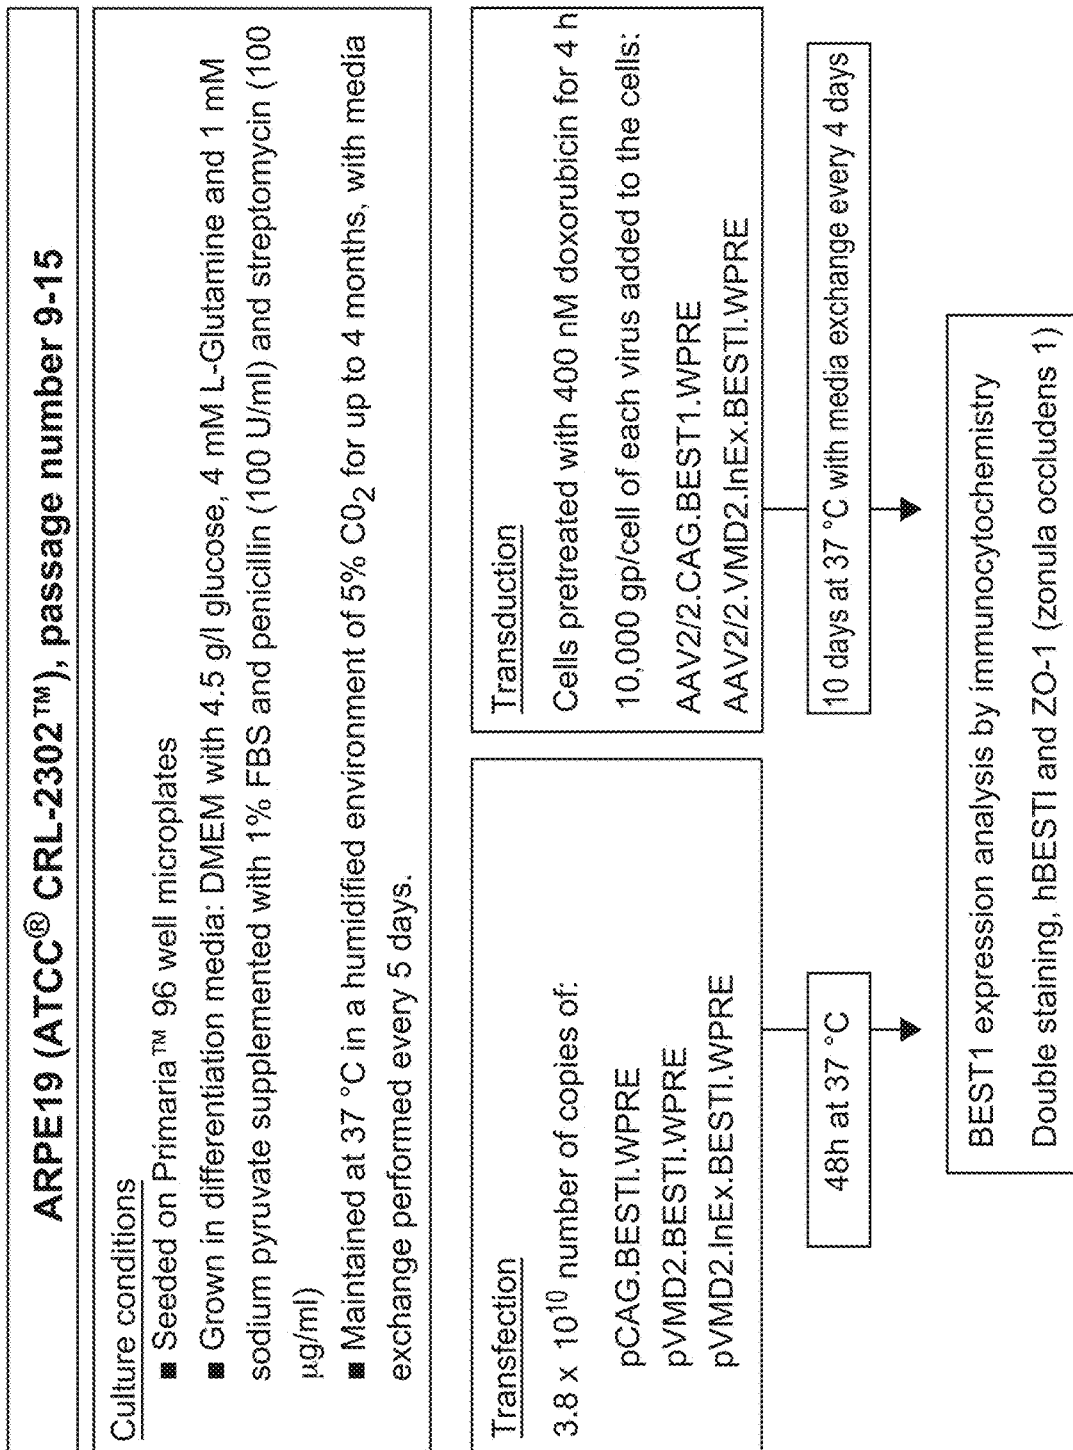 ARPE19 (ATCC® CRL-2302™), passage number 9-15
Culture conditions
■ Seeded on Primaria™ 96 well microplates
■ Grown in differentiation media: DMEM with 4.5 g/l glucose, 4 mM L-Glutamine and 1 mM
sodium pyruvate supplemented with 1% FBS and penicillin (100 U/ml) and streptomycin (100
µg/ml)
■ Maintained at 37 °C in a humidified environment of 5% C0₂ for up to 4 months, with media
exchange performed every 5 days.
Transfection
3.8 x 10¹⁰ number of copies of:
pCAG.BESTI.WPRE
pVMD2.BESTI.WPRE
pVMD2.InEx.BESTI.WPRE
48h at 37 °C
Transduction
Cells pretreated with 400 nM doxorubicin for 4 h
10,000 gp/cell of each virus added to the cells:
AAV2/2.CAG.BEST1.WPRE
AAV2/2.VMD2.InEx.BESTI.WPRE
10 days at 37 °C with media exchange every 4 days
BEST1 expression analysis by immunocytochemistry
Double staining, hBESTI and ZO-1 (zonula occludens 1)